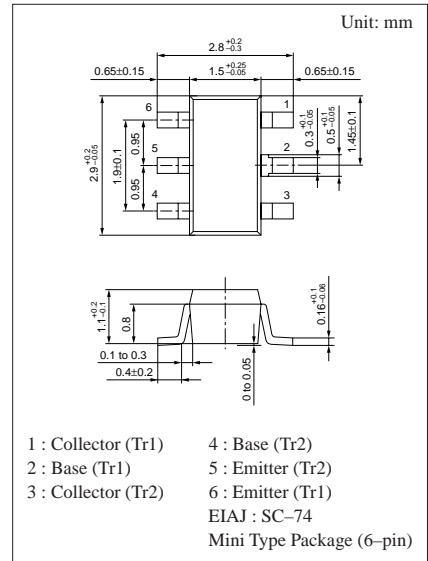 Unit: mm
2.8 +0.2 −0.3
0.65±0.15 1.5 +0.25 −0.05 0.65±0.15
6 1
5 2
4 3
2.9 +0.2 −0.05
1.9±0.1
0.95
0.95
0.3 +0.1 −0.05
0.5 +0.1 −0.05
1.45±0.1
1.1 +0.2 −0.1
0.8
0.16 +0.1 −0.06
0.1 to 0.3
0.4±0.2
0 to 0.05
1 : Collector (Tr1) 4 : Base (Tr2)
2 : Base (Tr1) 5 : Emitter (Tr2)
3 : Collector (Tr2) 6 : Emitter (Tr1)
EIAJ : SC–74
Mini Type Package (6–pin)